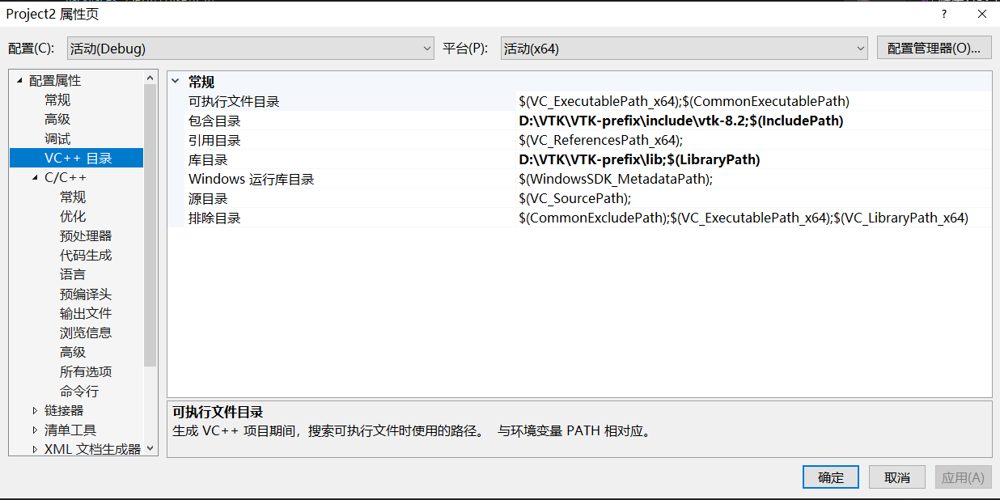 Project2 属性页
?
配置(C):
活动(Debug)
平台(P):
活动(x64)
配置管理器(O)...
配置属性
常规
高级
调试
VC++ 目录
C/C++
常规
优化
预处理器
代码生成
语言
预编译头
输出文件
浏览信息
高级
所有选项
命令行
链接器
清单工具
XML 文档生成器
常规
可执行文件目录 $(VC_ExecutablePath_x64);$(CommonExecutablePath)
包含目录 D:\VTK\VTK-prefix\include\vtk-8.2;$(IncludePath)
引用目录 $(VC_ReferencesPath_x64);
库目录 D:\VTK\VTK-prefix\lib;$(LibraryPath)
Windows 运行库目录 $(WindowsSDK_MetadataPath);
源目录 $(VC_SourcePath);
排除目录 $(CommonExcludePath);$(VC_ExecutablePath_x64);$(VC_LibraryPath_x64)
可执行文件目录
生成 VC++ 项目期间，搜索可执行文件时使用的路径。 与环境变量 PATH 相对应。
确定
取消
应用(A)